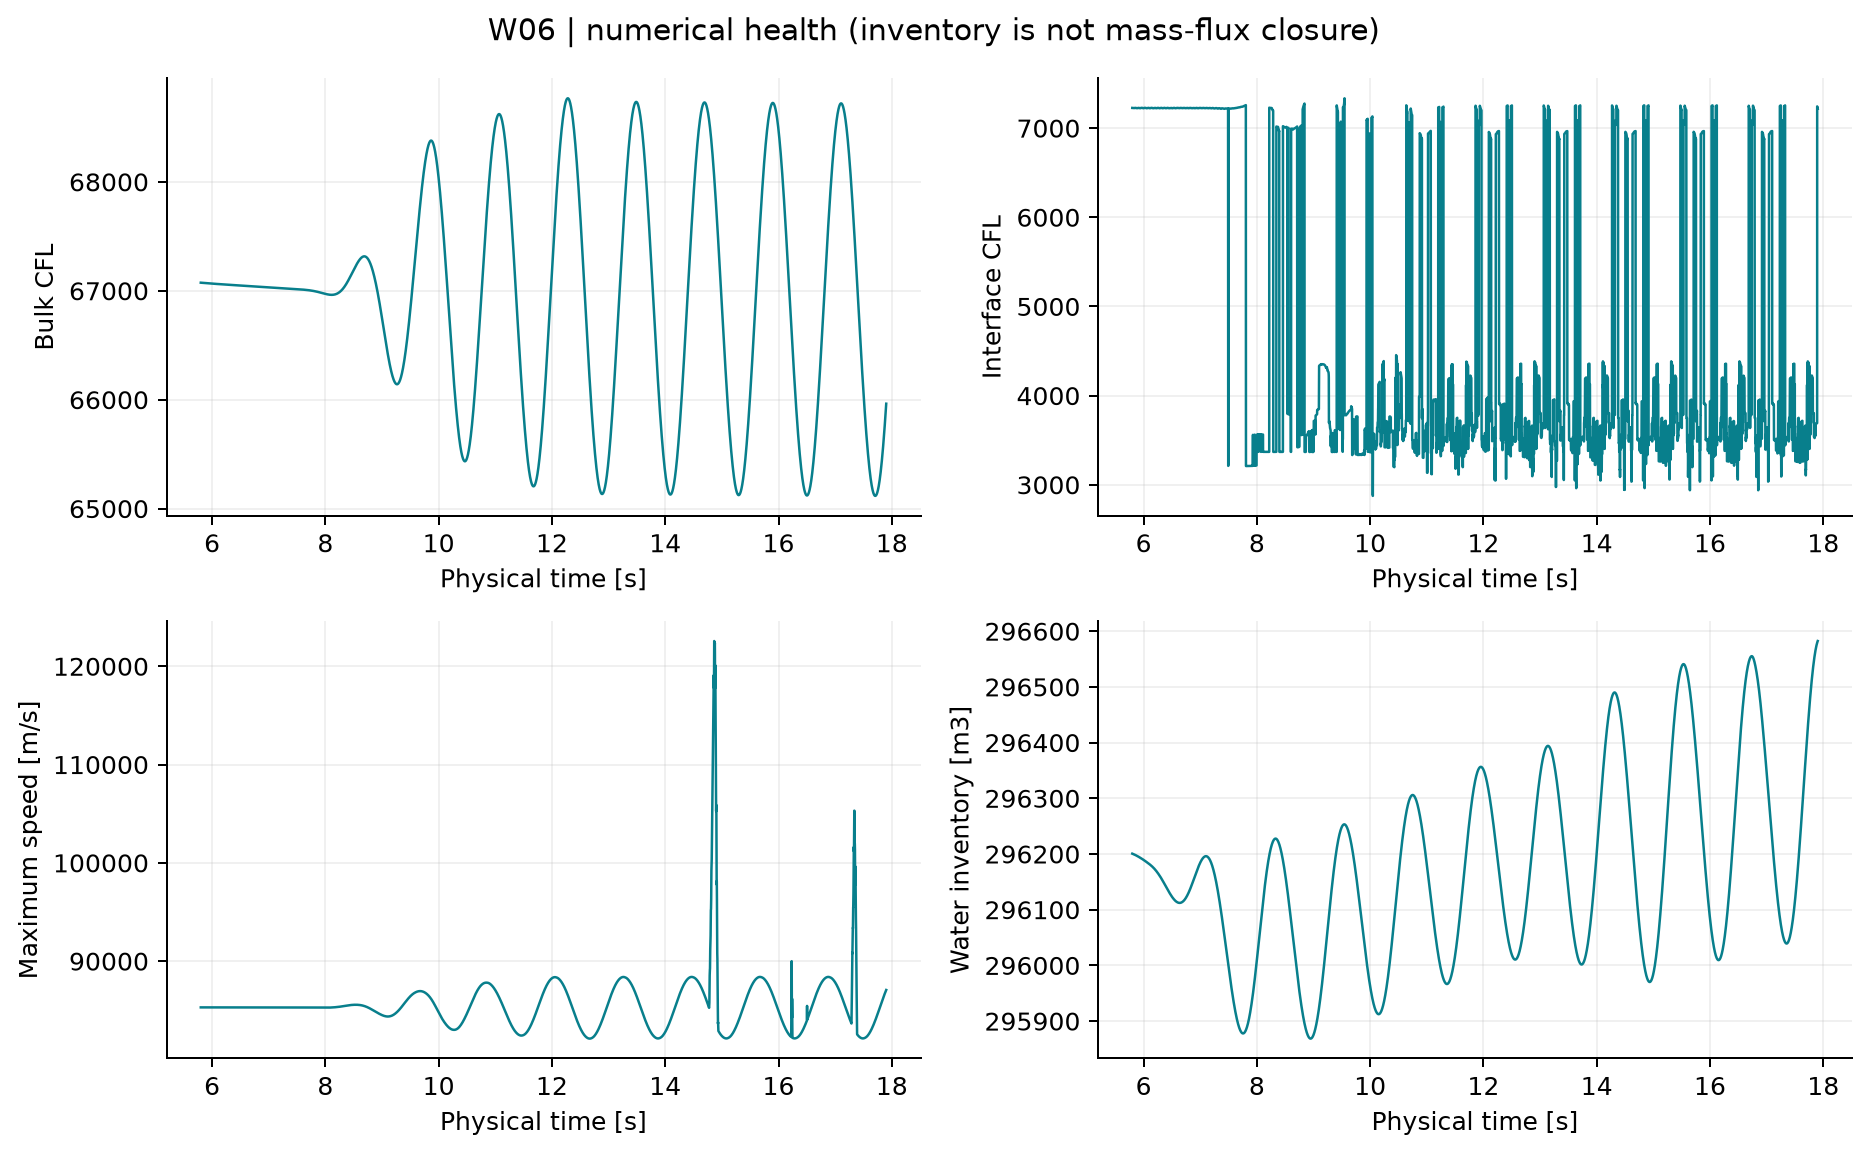 W06 | numerical health (inventory is not mass-flux closure)
Bulk CFL
68000
67000
66000
65000
6 8 10 12 14 16 18
Physical time [s]
Interface CFL
7000
6000
5000
4000
3000
6 8 10 12 14 16 18
Physical time [s]
Maximum speed [m/s]
120000
110000
100000
90000
6 8 10 12 14 16 18
Physical time [s]
Water inventory [m3]
296600
296500
296400
296300
296200
296100
296000
295900
6 8 10 12 14 16 18
Physical time [s]